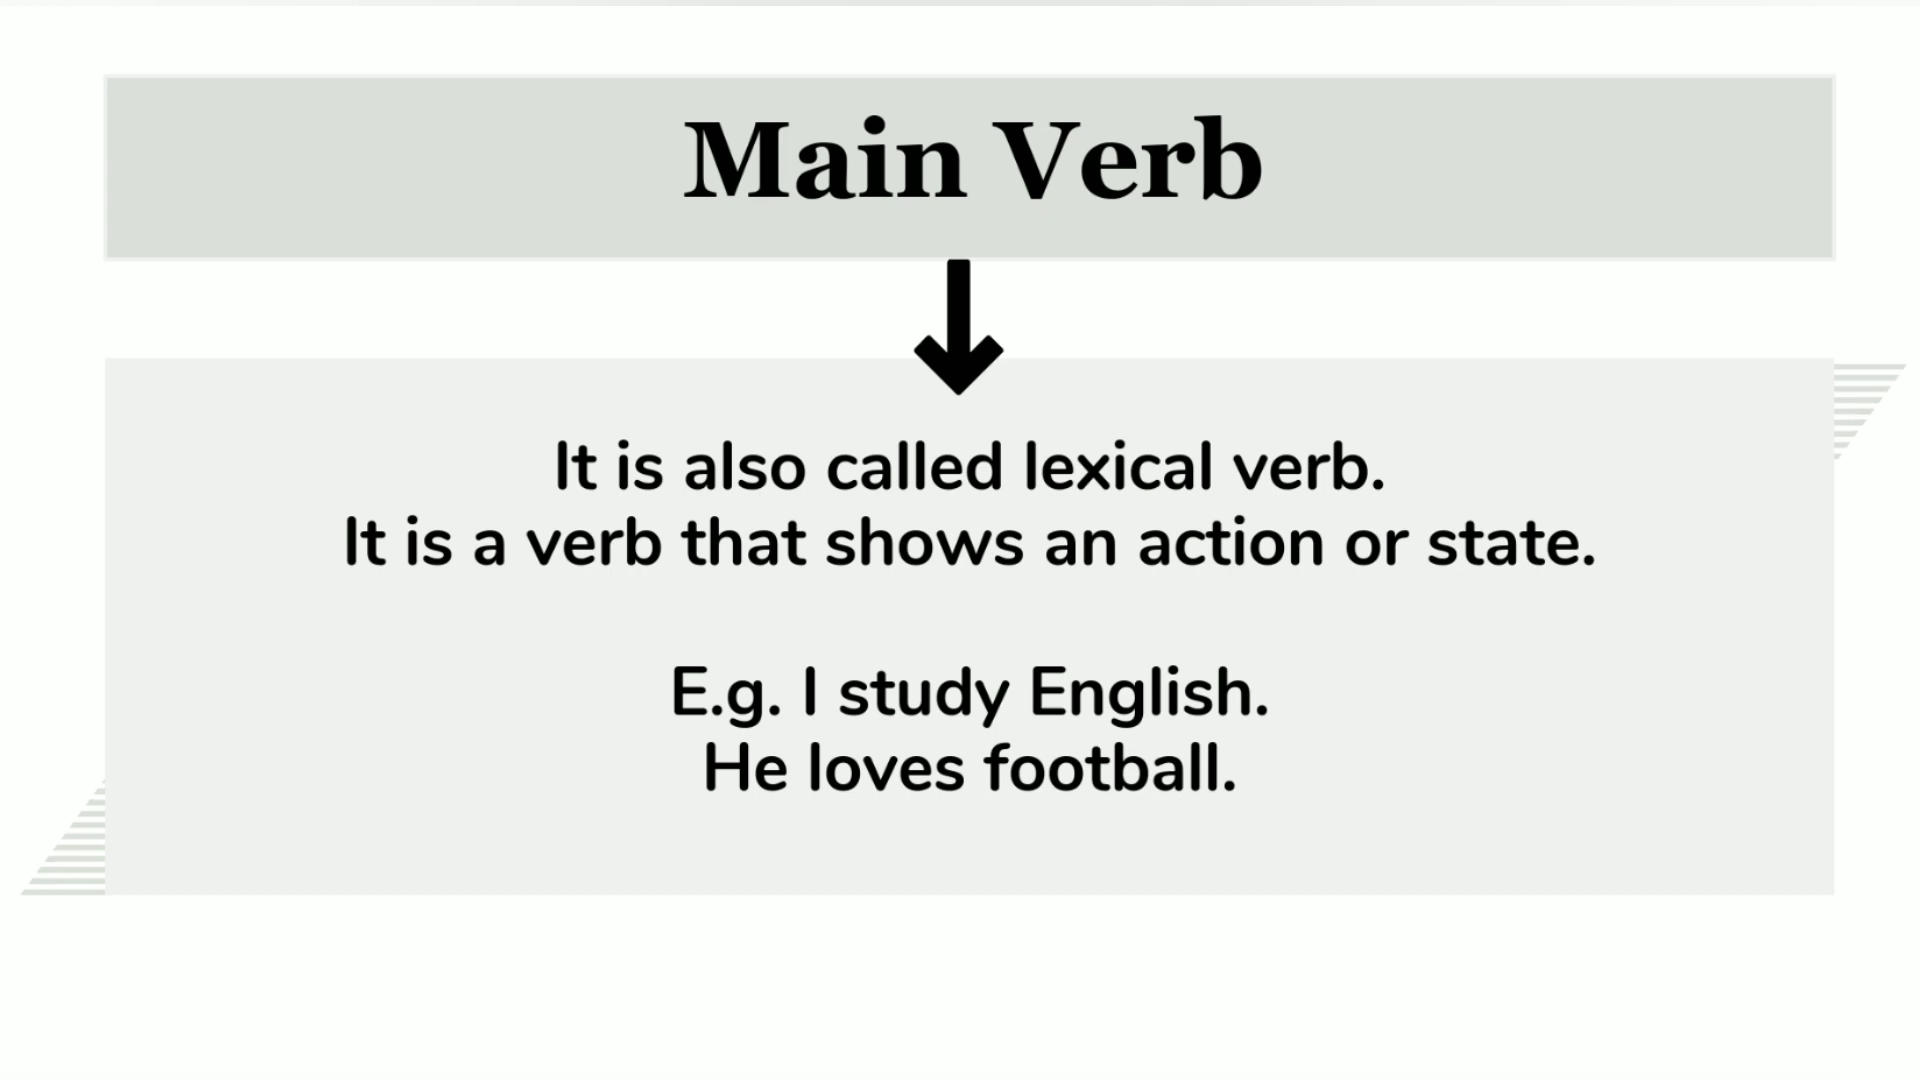 Main Verb
It is also called lexical verb.
It is a verb that shows an action or state.
E.g. I study English.
He loves football.